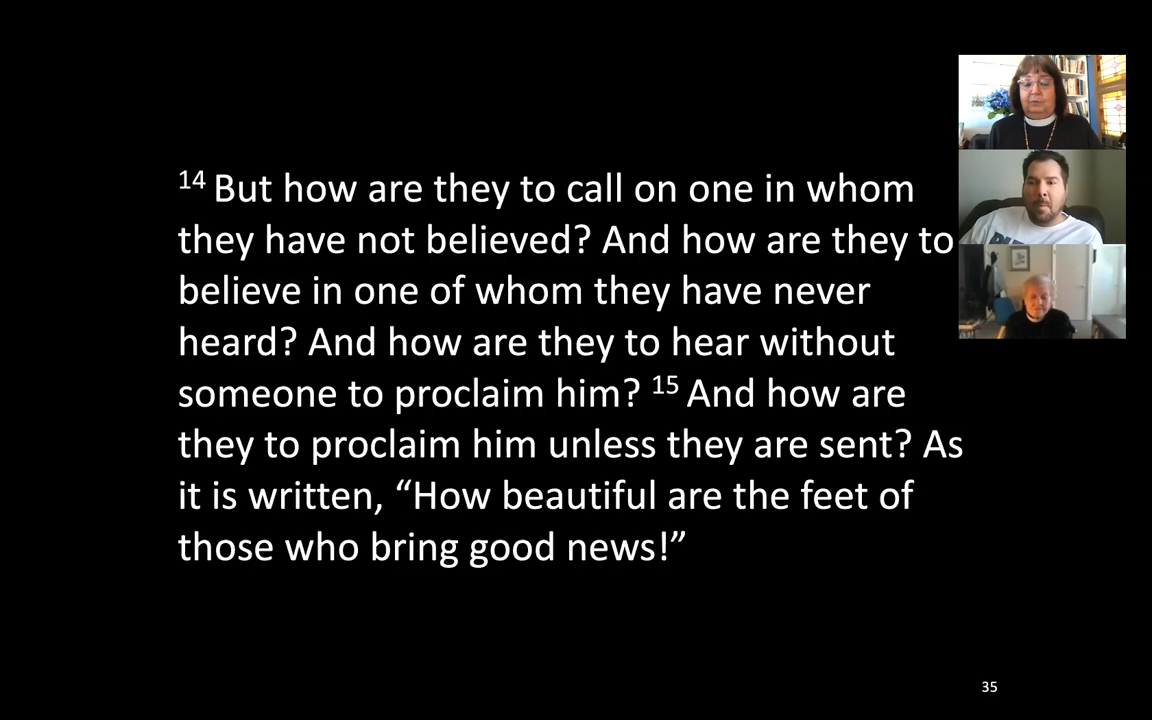 14 But how are they to call on one in whom
they have not believed? And how are they to
believe in one of whom they have never
heard? And how are they to hear without
someone to proclaim him? 15 And how are
they to proclaim him unless they are sent? As
it is written, “How beautiful are the feet of
those who bring good news!”
35